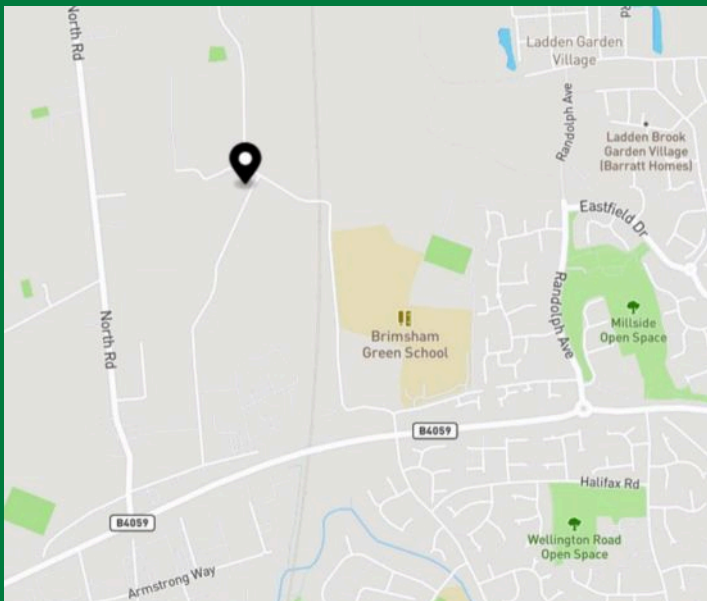 North Rd
Ladden Garden
Village
Rd
Randolph Ave
Ladden Brook
Garden Village
(Barratt Homes)
Eastfield Dr
Randolph Ave
Millside
Open Space
North Rd
Brimsham
Green School
B4059
Halifax Rd
B4059
Wellington Road
Open Space
Armstrong Way